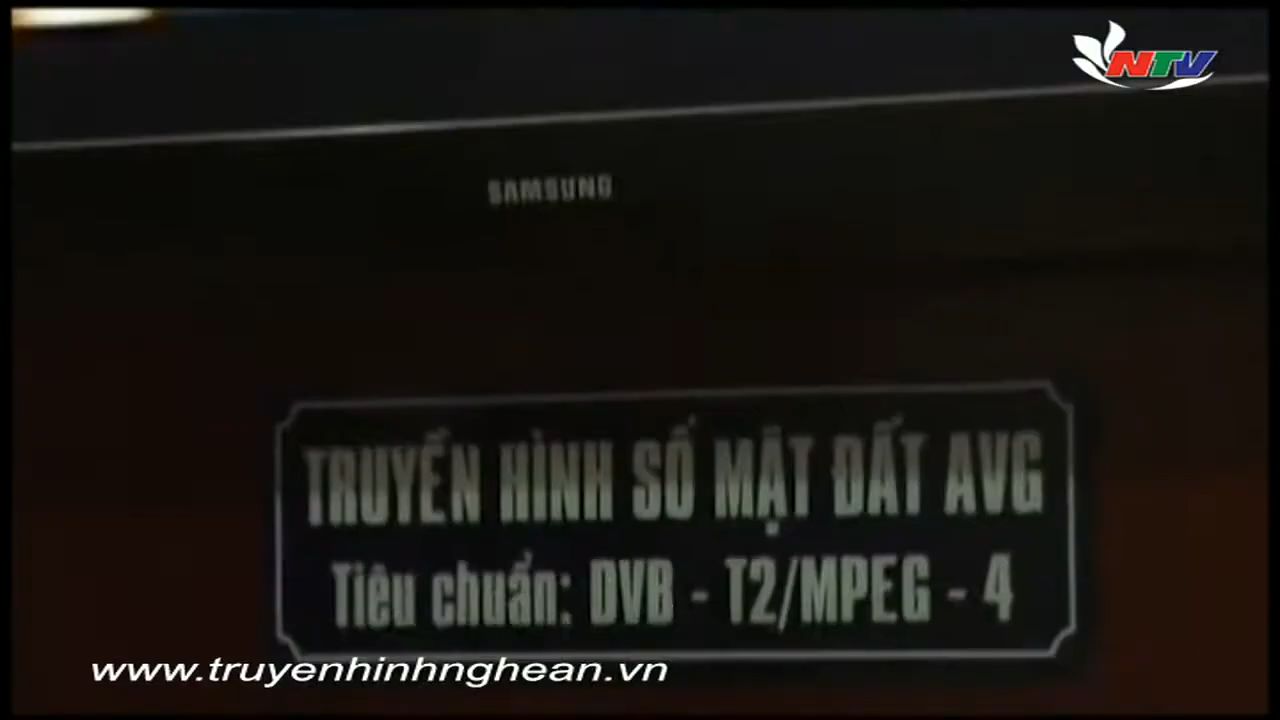 NTV
SAMSUNG
TRUYỀN HÌNH SỐ MẶT ĐẤT AVG
Tiêu chuẩn: DVB - T2/MPEG - 4
www.truyenhinhnghean.vn